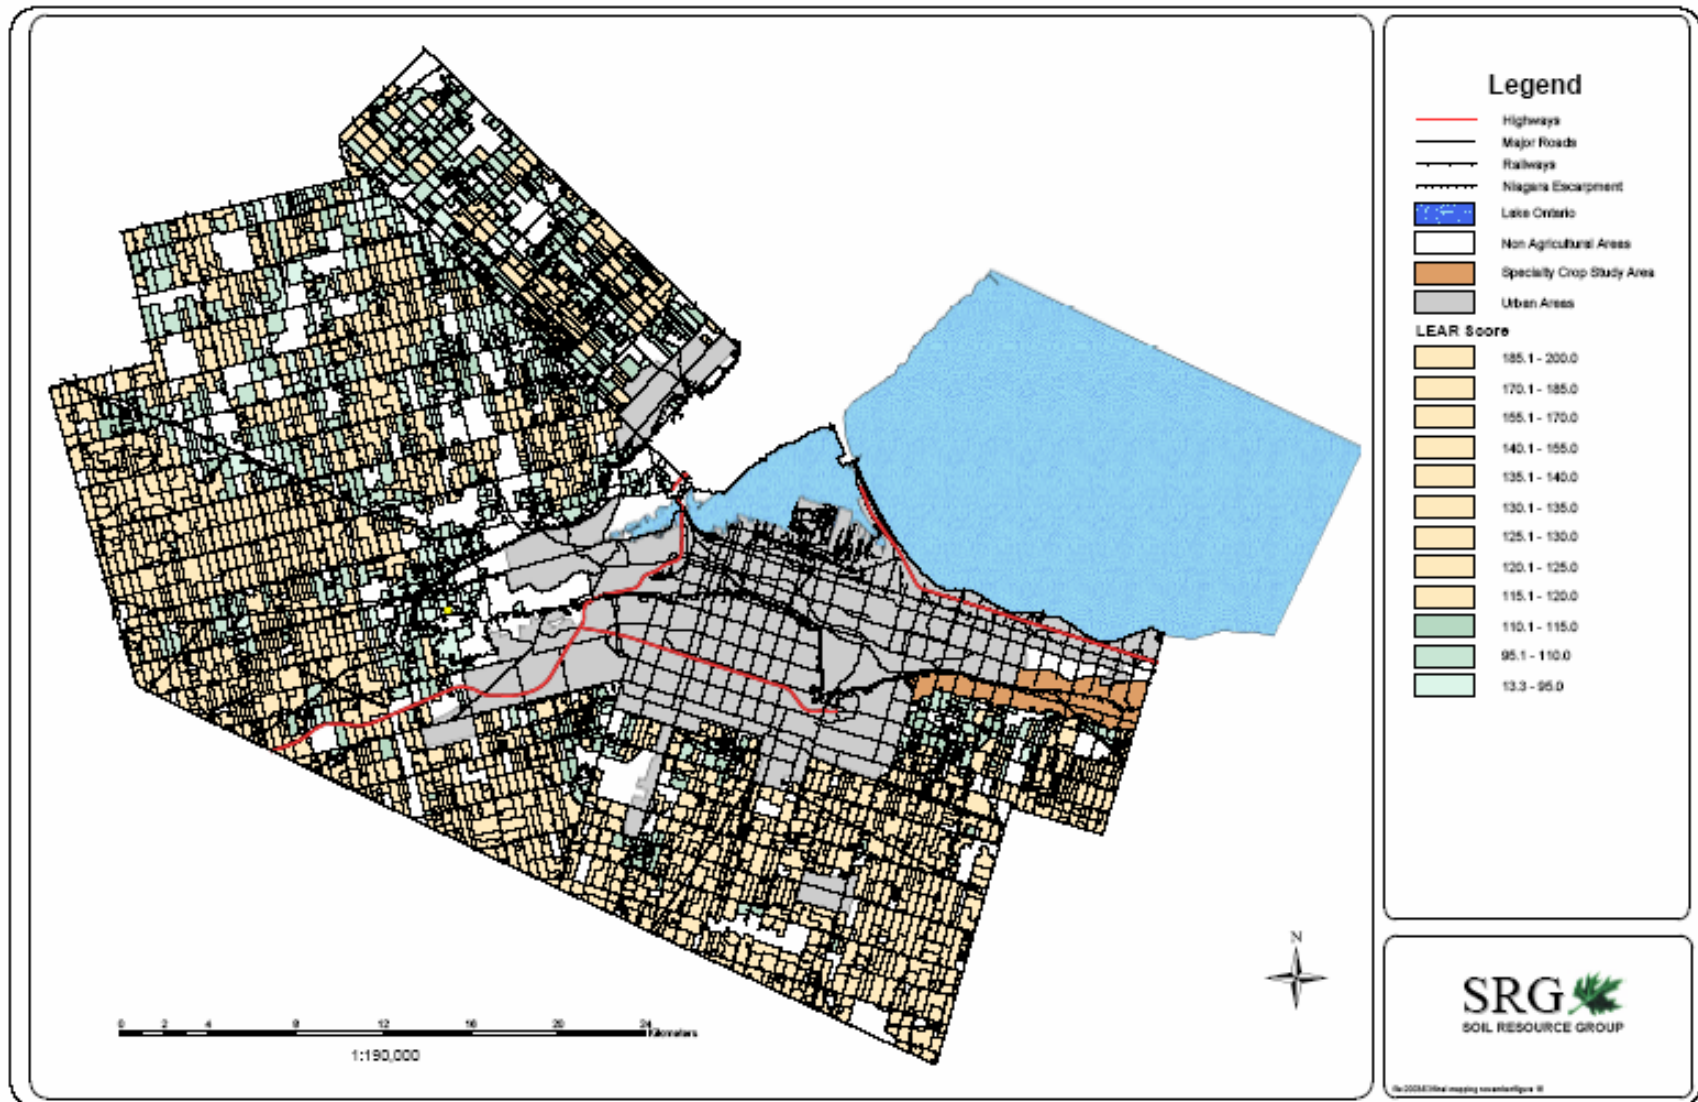 Legend
Highways
Major Roads
Railways
Niagara Escarpment
Lake Ontario
Non Agricultural Areas
Specialty Crop Study Area
Urban Areas
LEAR Score
185.1 - 200.0
170.1 - 185.0
155.1 - 170.0
140.1 - 155.0
135.1 - 140.0
130.1 - 135.0
125.1 - 130.0
120.1 - 125.0
115.1 - 120.0
110.1 - 115.0
95.1 - 110.0
13.3 - 95.0
N
0 2 4 8 12 16 20 24
Kilometers
1:190,000
SRG
SOIL RESOURCE GROUP